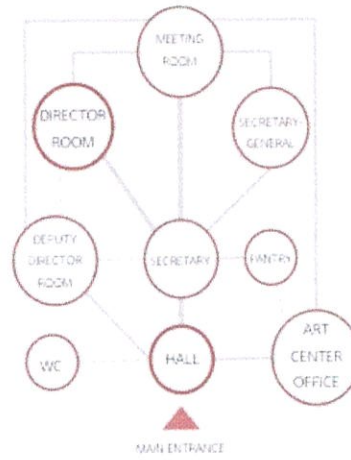 MEETING
ROOM
DIRECTOR
ROOM
SECRETARY-
GENERAL
DEPUTY
DIRECTOR
ROOM
SECRETARY
PANTRY
WC
HALL
ART
CENTER
OFFICE
MAIN ENTRANCE